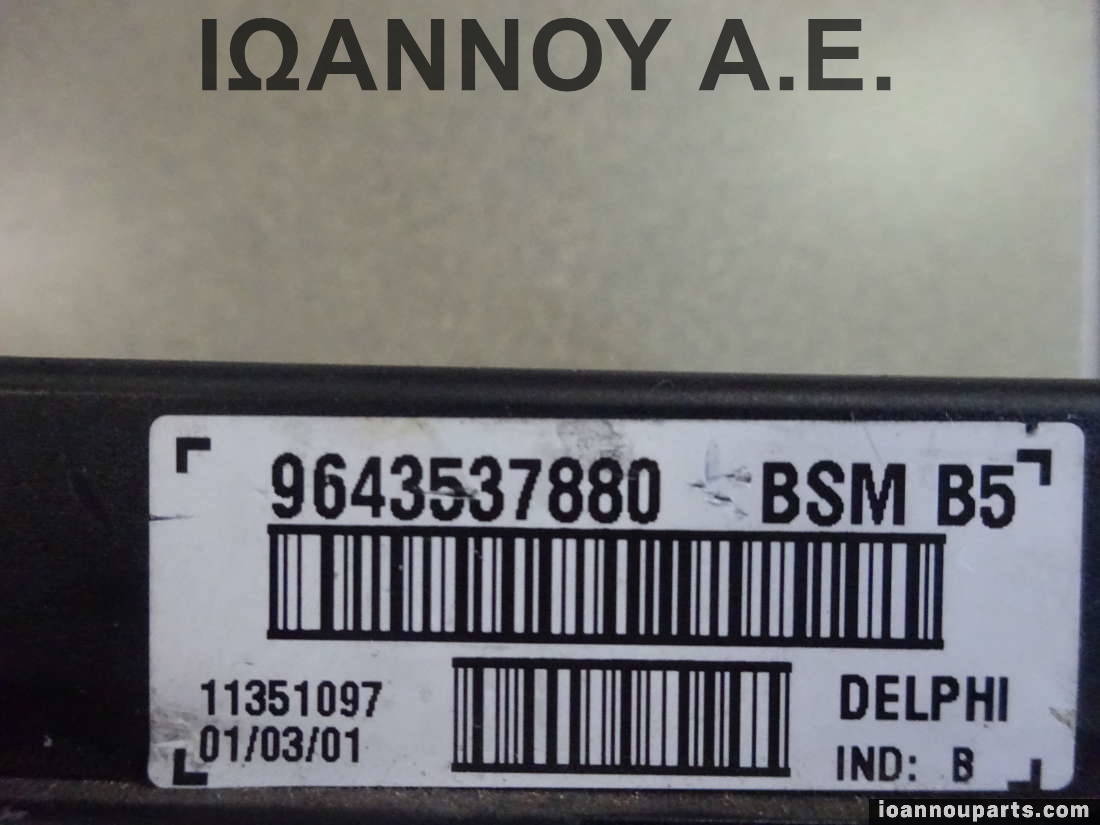 ΙΩΑΝΝΟΥ Α.Ε.
9643537880 BSM B5
11351097
01/03/01
DELPHI
IND: B
ioannouparts.com